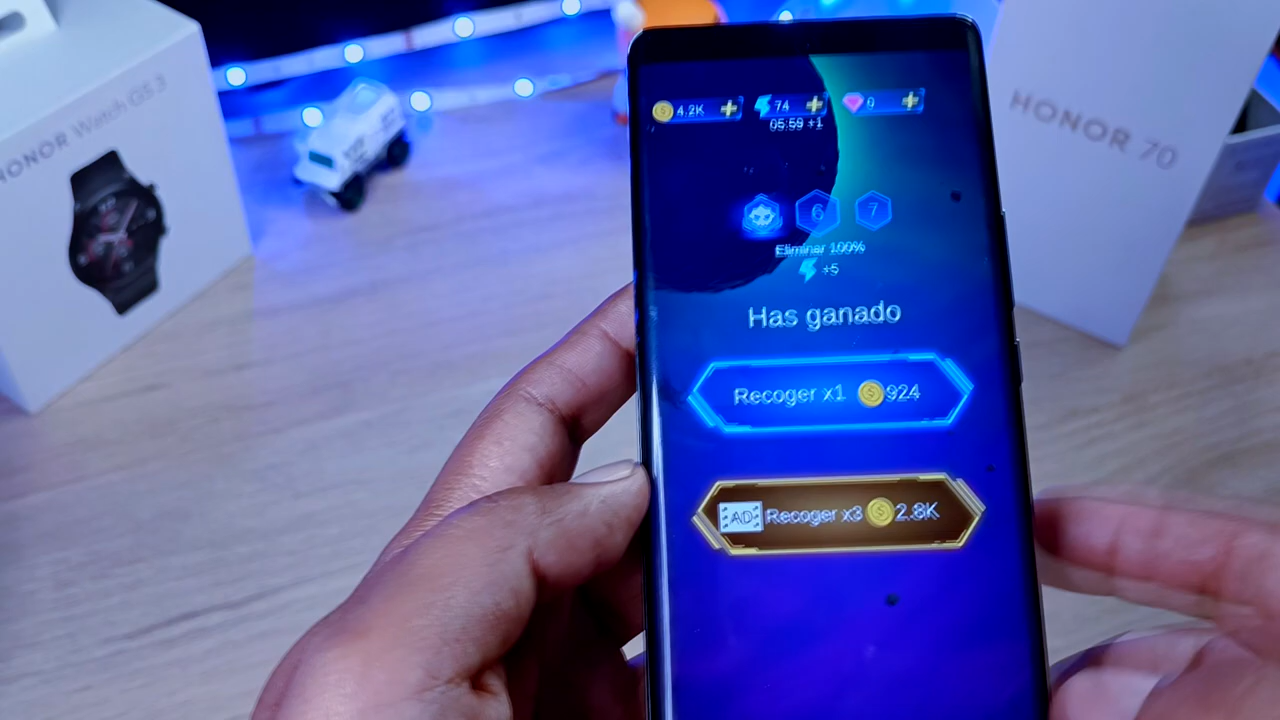 HONOR Watch GS 3
HONOR 70
4.2K
74
0
05:59 +1
6
7
Eliminar 100%
+5
Has ganado
Recoger x1 924
AD Recoger x3 2.8K